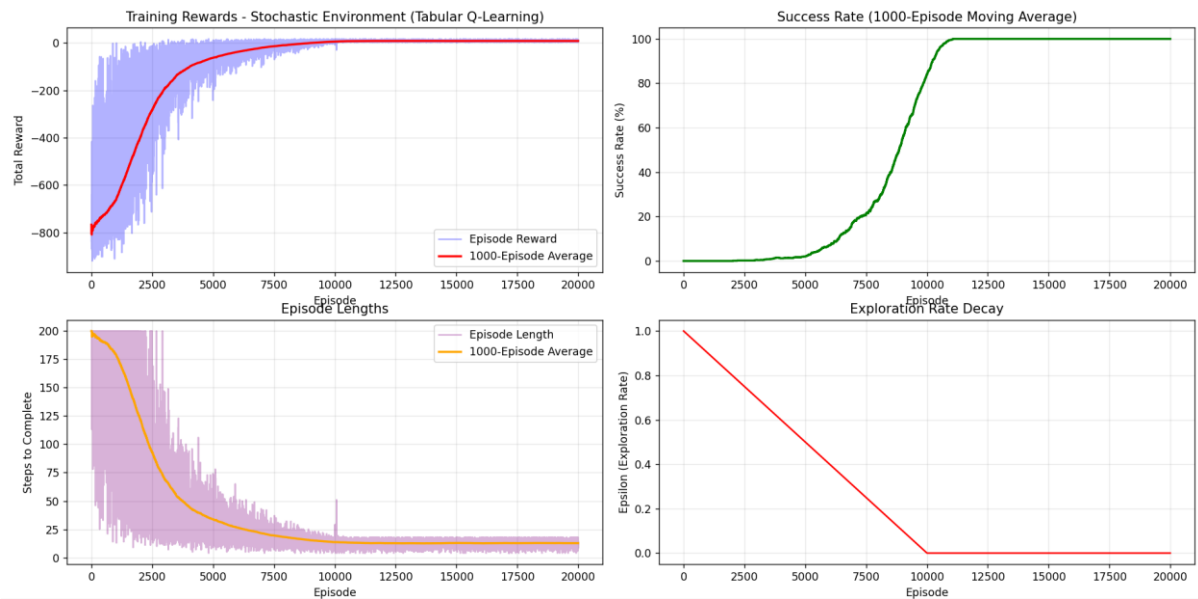 Training Rewards - Stochastic Environment (Tabular Q-Learning)
Total Reward
0
−200
−400
−600
−800
Episode Reward
1000-Episode Average
0 2500 5000 7500 10000 12500 15000 17500 20000
Episode
Success Rate (1000-Episode Moving Average)
Success Rate (%)
100
80
60
40
20
0
0 2500 5000 7500 10000 12500 15000 17500 20000
Episode
Episode Lengths
Steps to Complete
200
175
150
125
100
75
50
25
0
Episode Length
1000-Episode Average
0 2500 5000 7500 10000 12500 15000 17500 20000
Episode
Exploration Rate Decay
Epsilon (Exploration Rate)
1.0
0.8
0.6
0.4
0.2
0.0
0 2500 5000 7500 10000 12500 15000 17500 20000
Episode